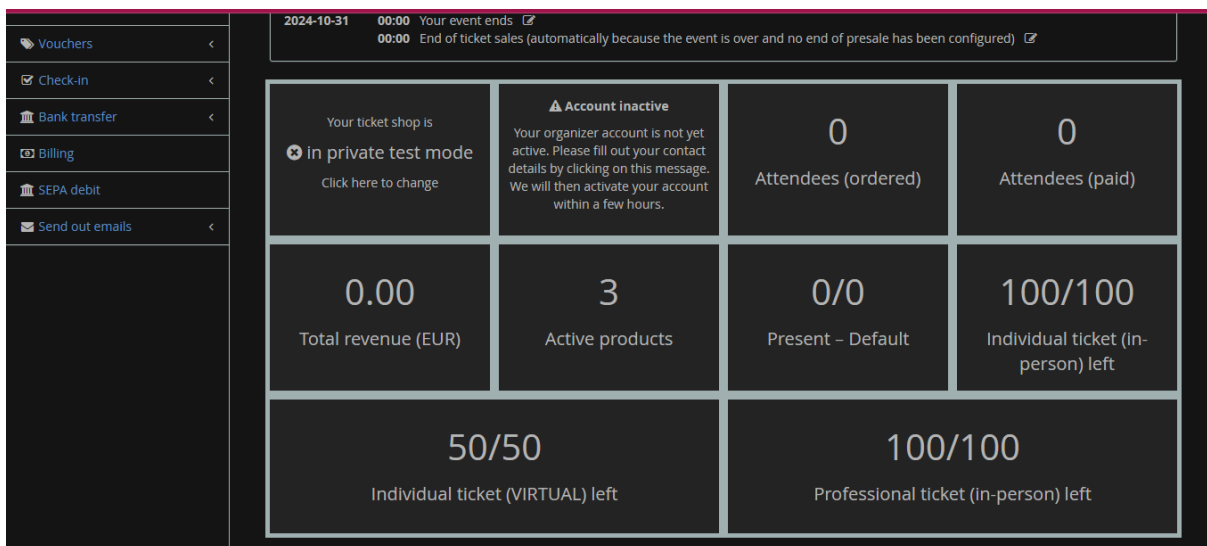 2024-10-31 00:00 Your event ends
00:00 End of ticket sales (automatically because the event is over and no end of presale has been configured)
Vouchers
Check-in
Bank transfer
Billing
SEPA debit
Send out emails
Your ticket shop is
in private test mode
Click here to change
Account inactive
Your organizer account is not yet
active. Please fill out your contact
details by clicking on this message.
We will then activate your account
within a few hours.
0
Attendees (ordered)
0
Attendees (paid)
0.00
Total revenue (EUR)
3
Active products
0/0
Present – Default
100/100
Individual ticket (in-
person) left
50/50
Individual ticket (VIRTUAL) left
100/100
Professional ticket (in-person) left